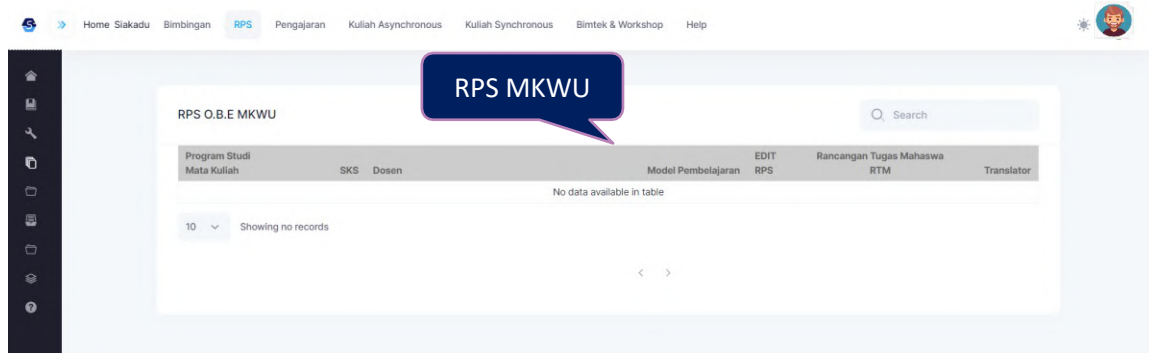 Home Siakadu Bimbingan RPS Pengajaran Kuliah Asynchronous Kuliah Synchronous Bimtek & Workshop Help
RPS MKWU
RPS O.B.E MKWU
Search
Program Studi EDIT Rancangan Tugas Mahaswa
Mata Kuliah SKS Dosen Model Pembelajaran RPS RTM Translator
No data available in table
10 Showing no records